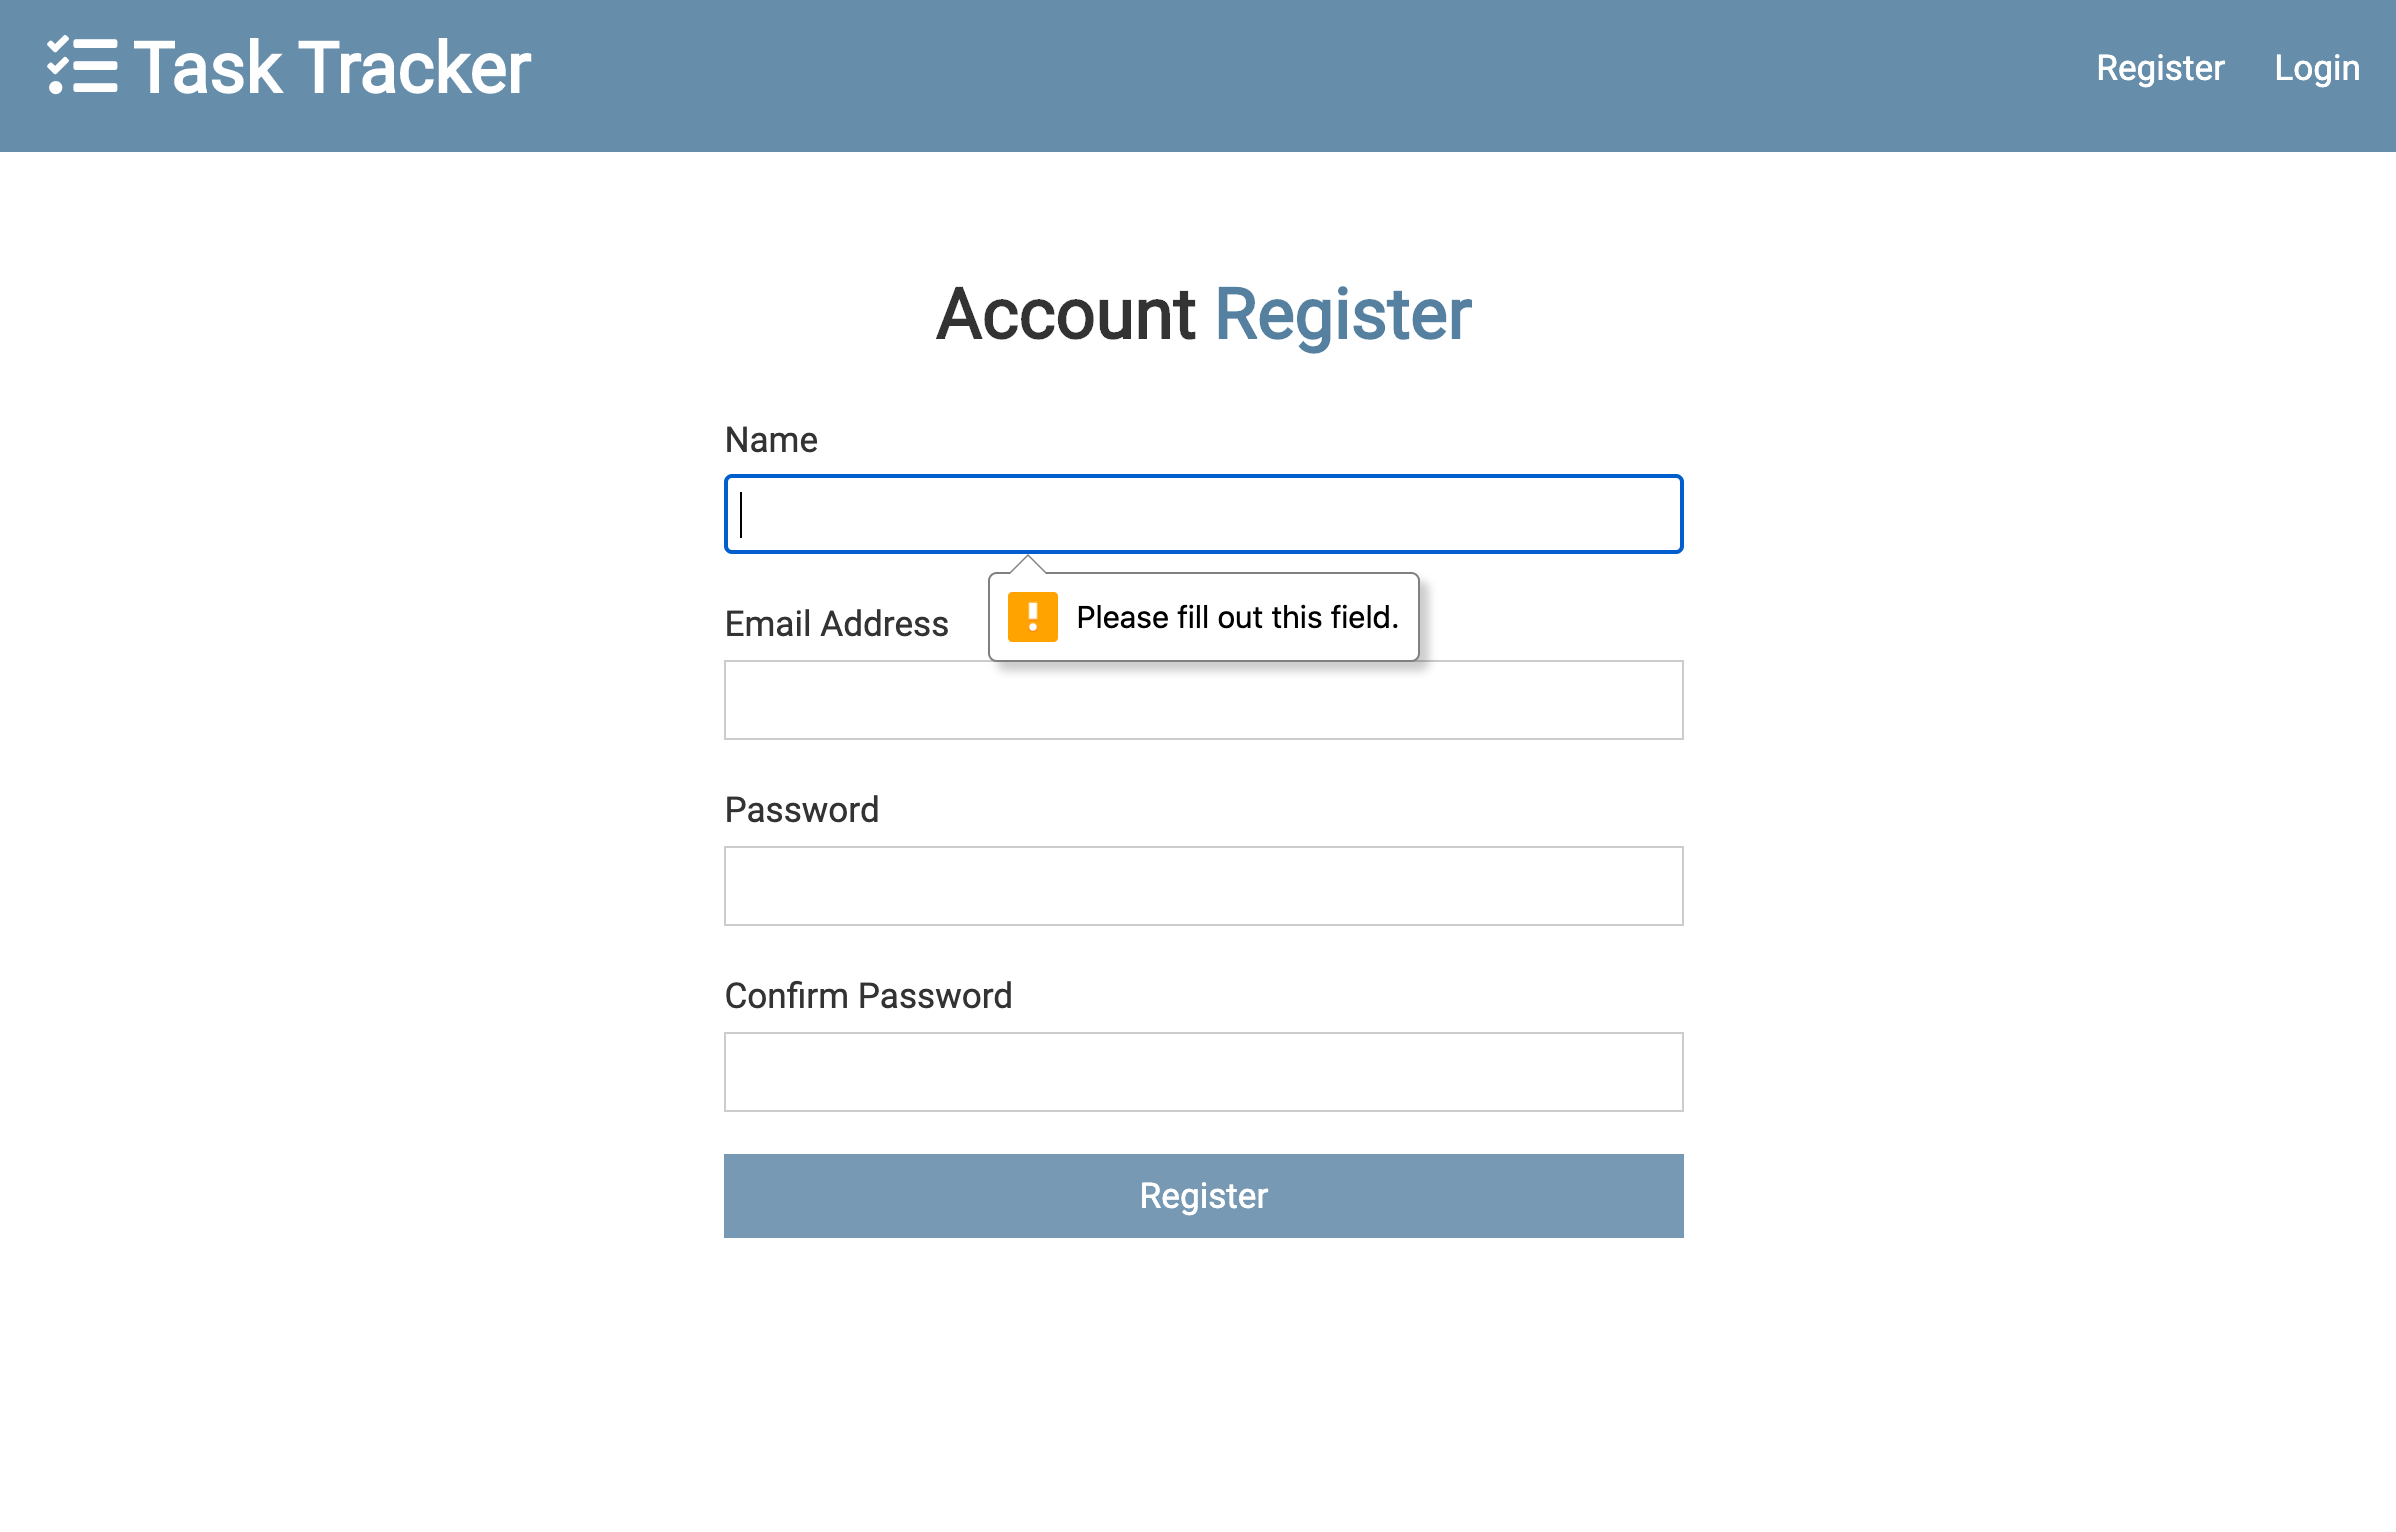 Task Tracker
Register
Login
Account Register
Name
Please fill out this field.
Email Address
Password
Confirm Password
Register